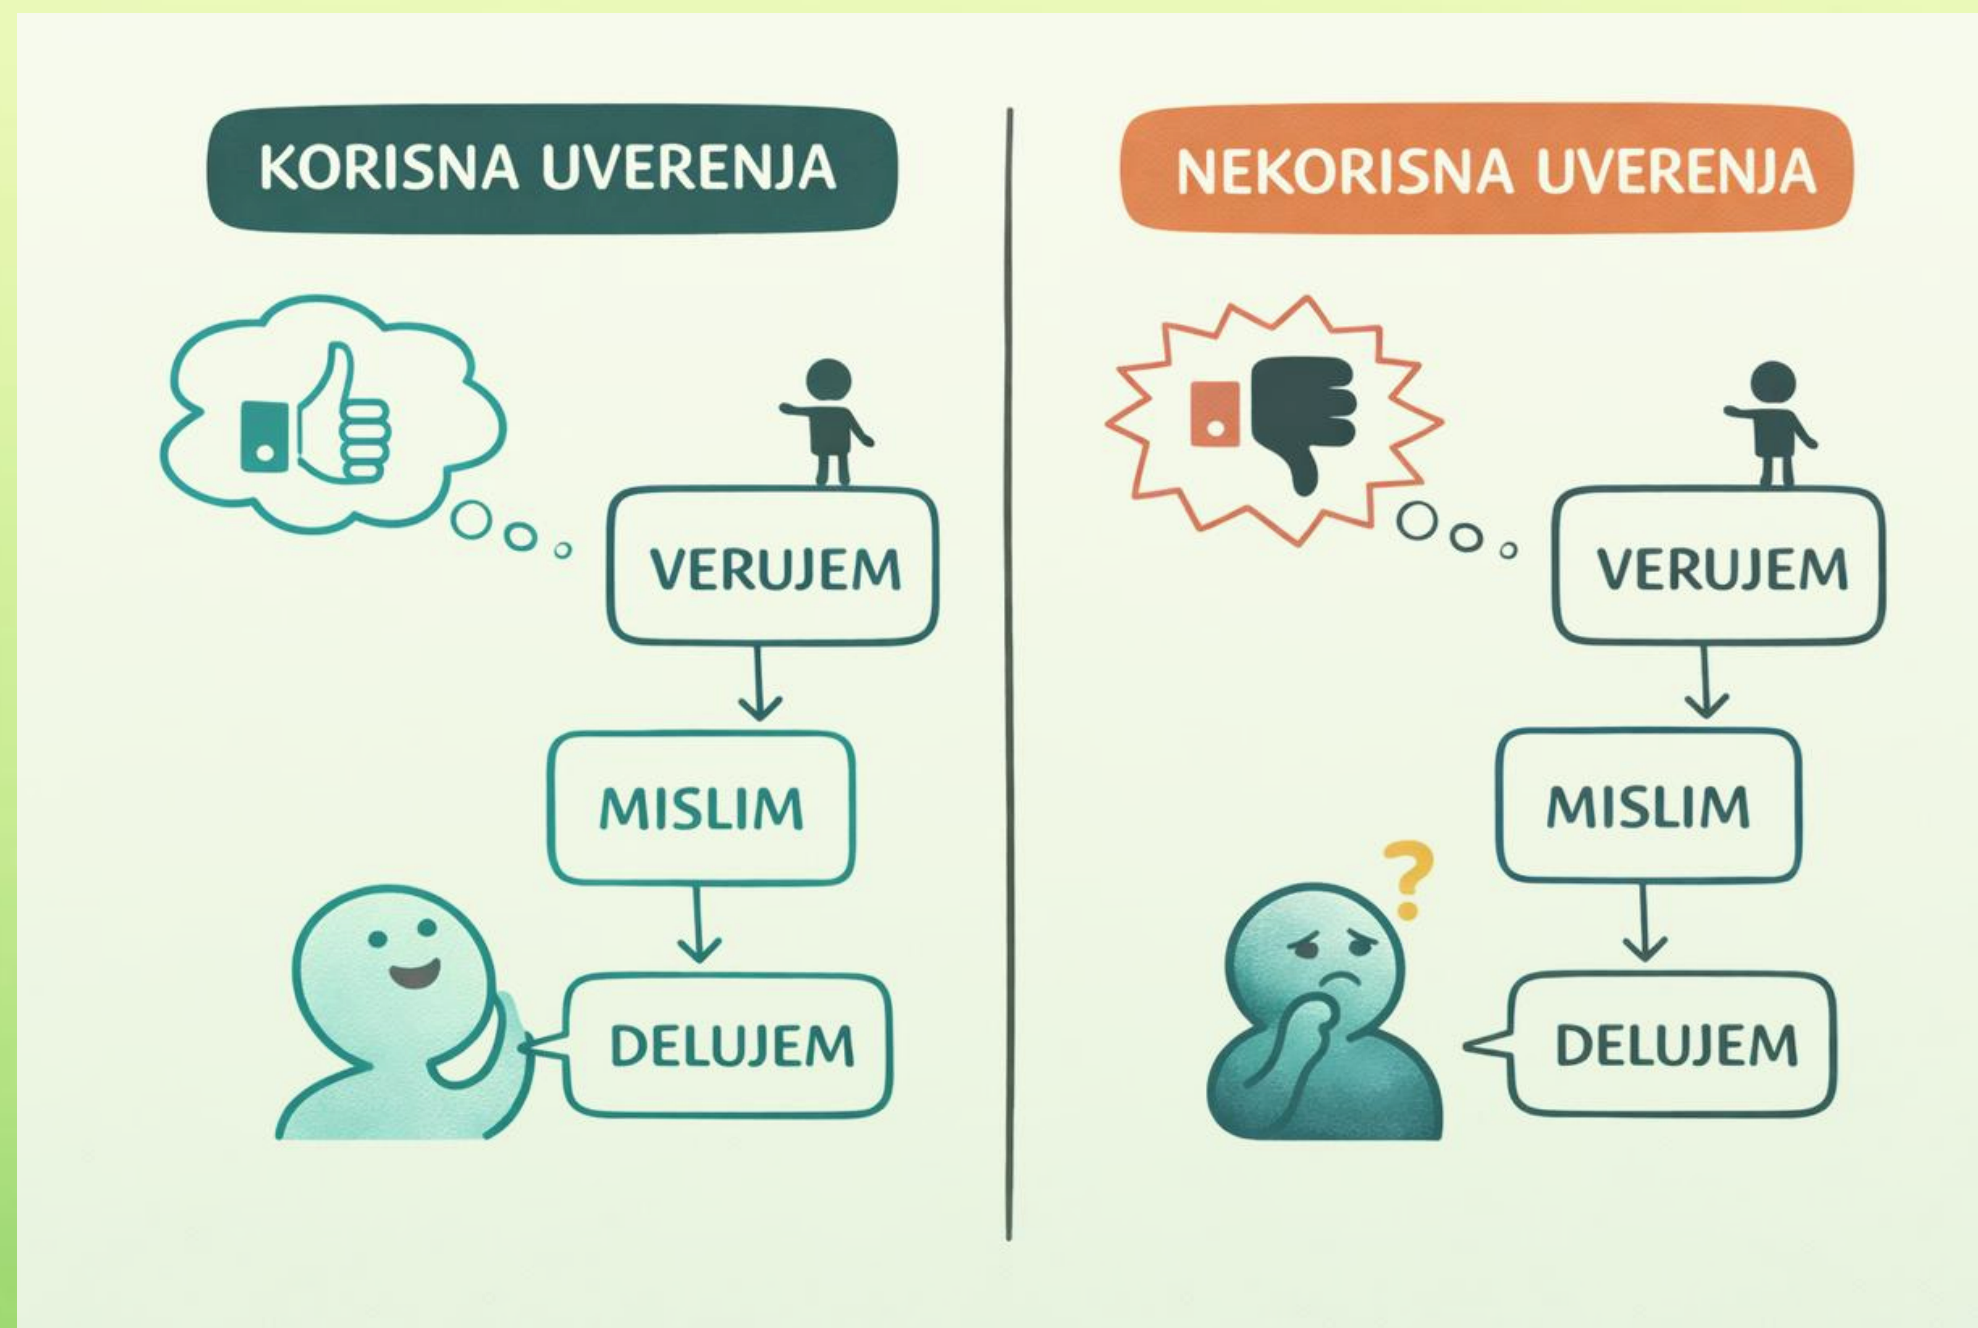 KORISNA UVERENJA
VERUJEM
MISLIM
DELUJEM
NEKORISNA UVERENJA
VERUJEM
MISLIM
?
DELUJEM